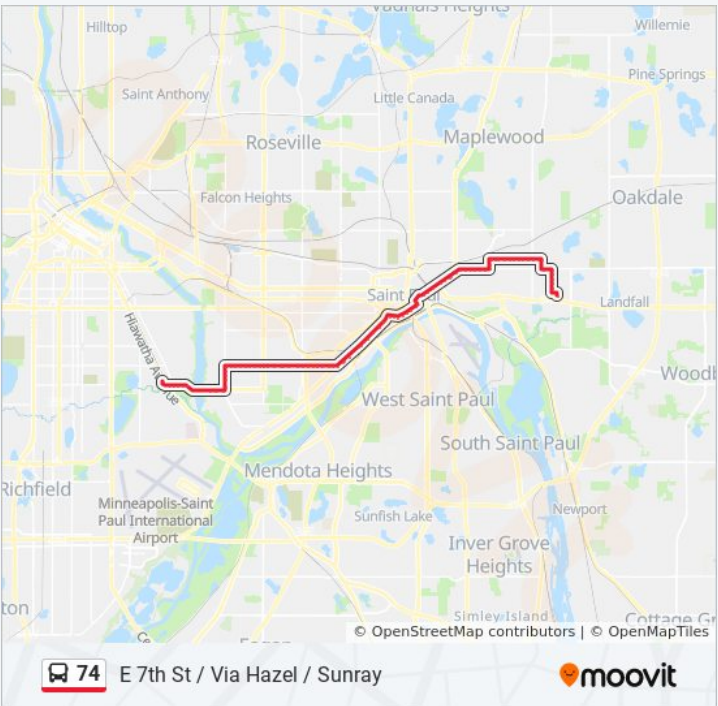 Vadnais Heights
Hilltop
Willernie
Pine Springs
Saint Anthony
Little Canada
Roseville
Maplewood
Falcon Heights
Oakdale
Saint Paul
Landfall
Hiawatha Avenue
West Saint Paul
South Saint Paul
Mendota Heights
Richfield
Minneapolis-Saint
Paul International
Airport
Sunfish Lake
Newport
Inver Grove
Heights
Simley Island
© OpenStreetMap contributors | © OpenMapTiles
74 E 7th St / Via Hazel / Sunray
moovit